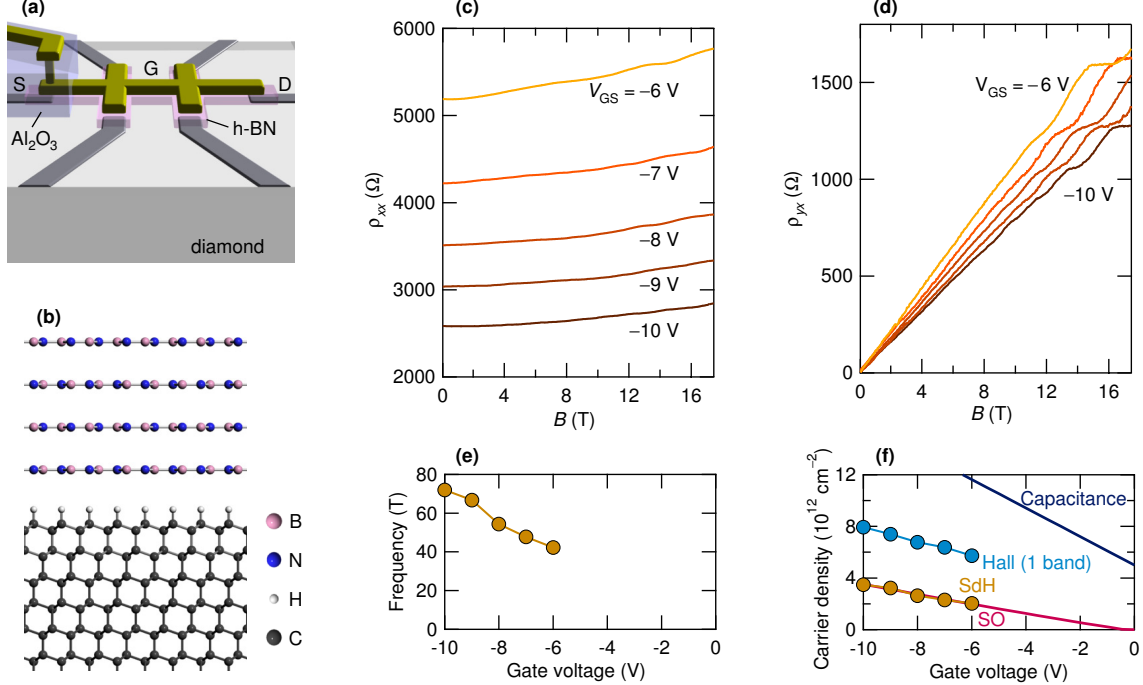 (a)
G
S
D
Al2O3
h-BN
diamond
(b)
B
N
H
C
(c)
6000
5000
4000
3000
2000
ρxx (Ω)
VGS = −6 V
−7 V
−8 V
−9 V
−10 V
0 4 8 12 16
B (T)
(d)
1500
1000
500
0
ρyx (Ω)
VGS = −6 V
−10 V
0 4 8 12 16
B (T)
(e)
80
60
40
20
0
Frequency (T)
-10 -8 -6 -4 -2 0
Gate voltage (V)
(f)
12
8
4
0
Carrier density (10¹² cm⁻²)
Capacitance
Hall (1 band)
SdH
SO
-10 -8 -6 -4 -2 0
Gate voltage (V)